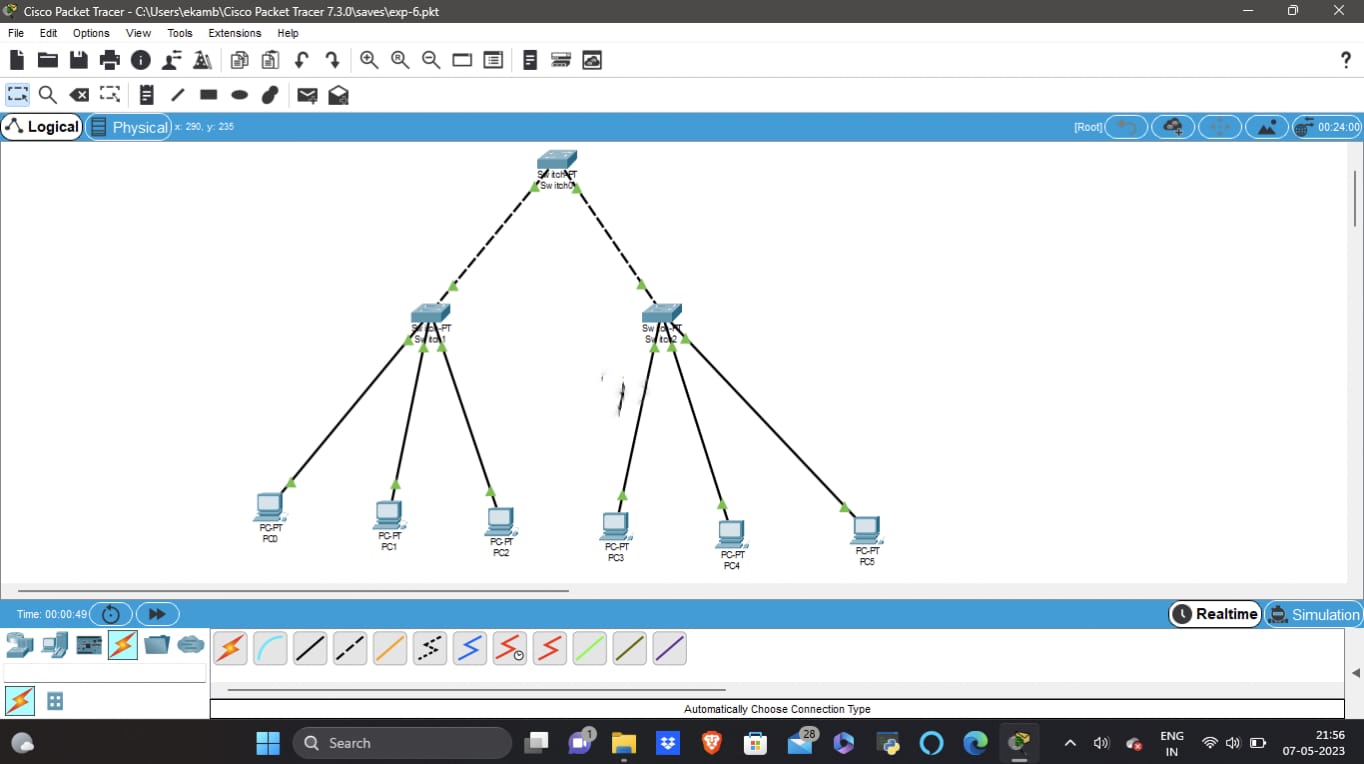 Cisco Packet Tracer - C:\Users\ekamb\Cisco Packet Tracer 7.3.0\saves\exp-6.pkt
File Edit Options View Tools Extensions Help
?
Logical Physical x: 290, y: 235 [Root] 00:24:00
Switch-PT
Switch0
Switch-PT
Switch1
Switch-PT
Switch2
PC-PT
PC0
PC-PT
PC1
PC-PT
PC2
PC-PT
PC3
PC-PT
PC4
PC-PT
PC5
Time: 00:00:49 Realtime Simulation
Automatically Choose Connection Type
Search
1
28
ENG
IN
21:56
07-05-2023